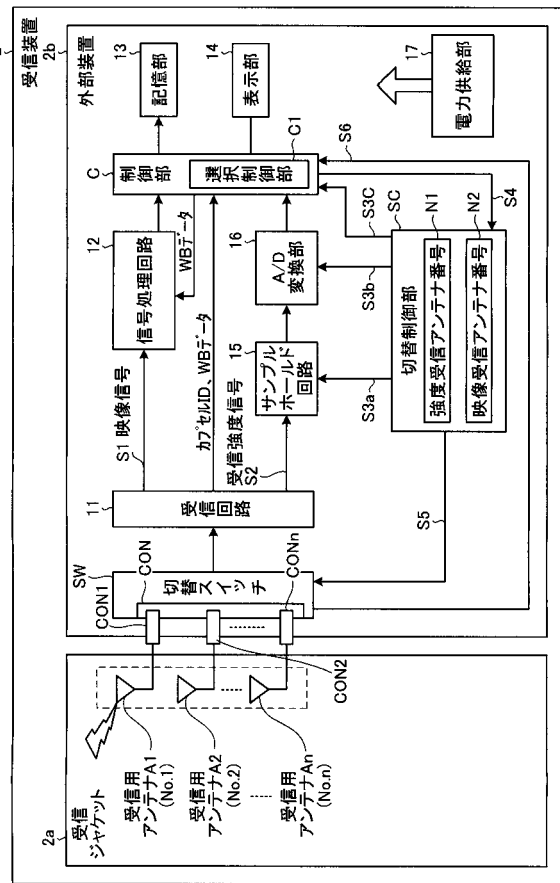 受信装置
2b
外部装置
13
記憶部
14
表示部
17
電力供給部
C
制御部
C1
選択制御部
S6
12
信号処理回路
WBデータ
16
A/D
変換部
S3C
SC
S4
N1
N2
S3b
切替制御部
強度受信アンテナ番号
映像受信アンテナ番号
S1 映像信号
カプセルID、WBデータ
受信強度信号
S2
15
サンプル
ホールド
回路
S3a
11
受信回路
S5
SW
切替スイッチ
CON
CON1
CONn
CON2
2a
受信
ジャケット
受信用
アンテナA1
(No.1)
受信用
アンテナA2
(No.2)
受信用
アンテナAn
(No.n)